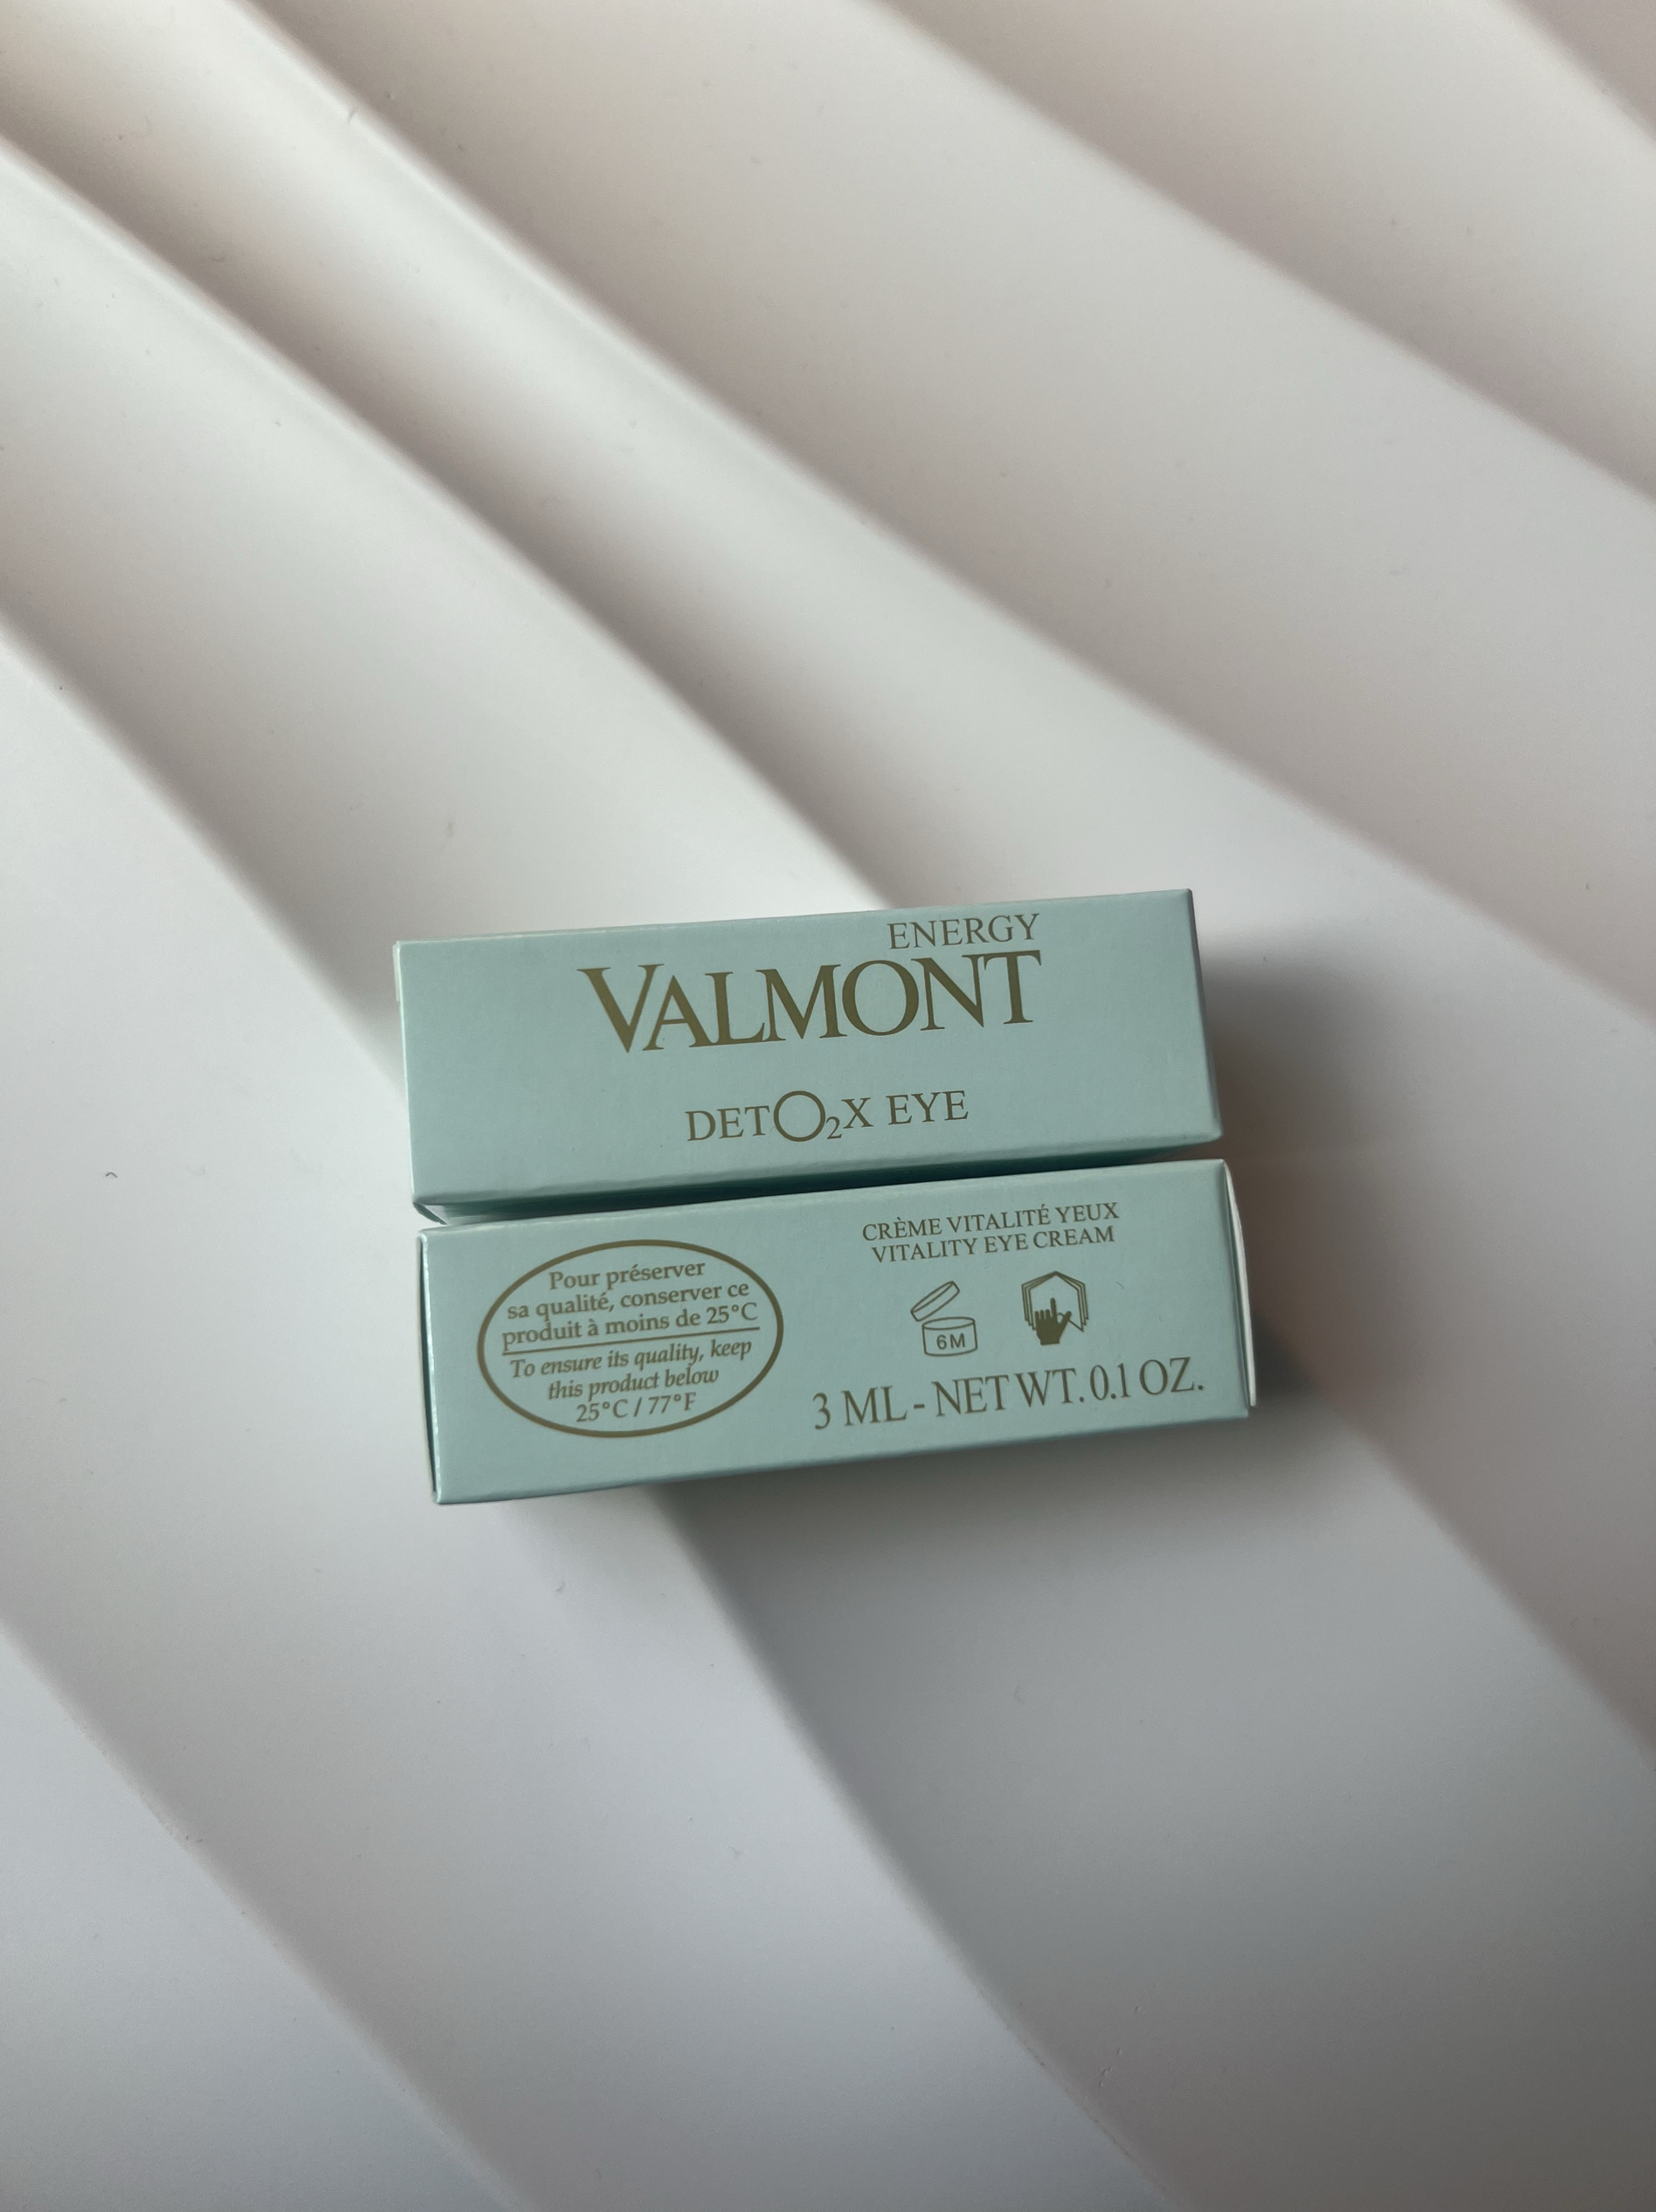 ENERGY
VALMONT
DETO₂X EYE
Pour préserver
sa qualité, conserver ce
produit à moins de 25°C
To ensure its quality, keep
this product below
25°C / 77°F
CRÈME VITALITÉ YEUX
VITALITY EYE CREAM
6M
3 ML - NET WT. 0.1 OZ.